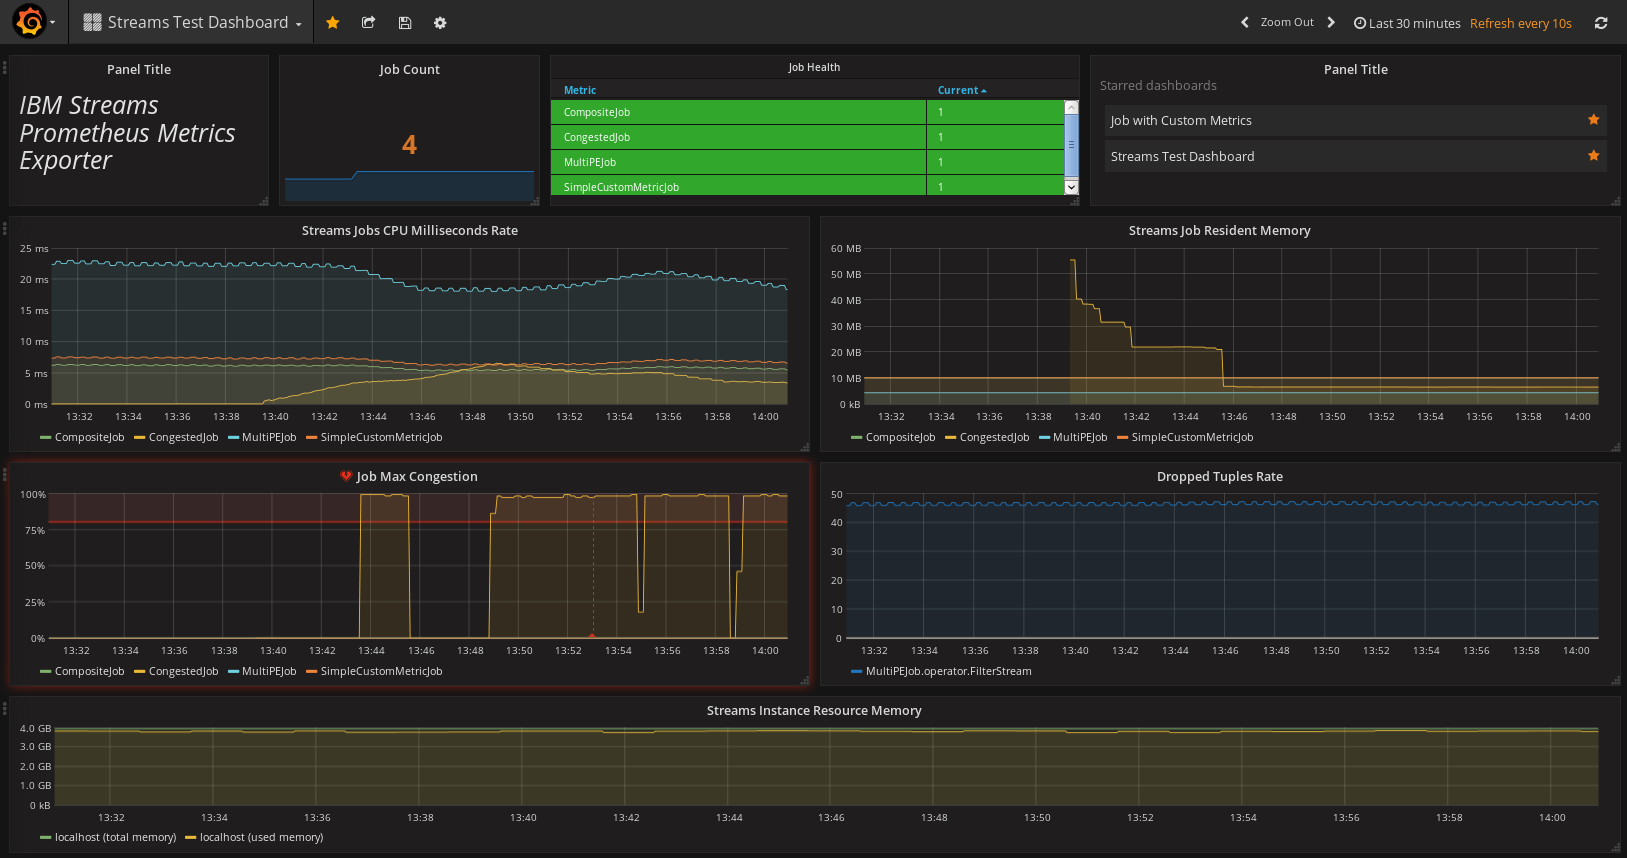 Streams Test Dashboard
Zoom Out
Last 30 minutes Refresh every 10s
Panel Title
IBM Streams
Prometheus Metrics
Exporter
Job Count
4
Job Health
Metric Current
CompositeJob 1
CongestedJob 1
MultiPEJob 1
SimpleCustomMetricJob 1
Panel Title
Starred dashboards
Job with Custom Metrics
Streams Test Dashboard
Streams Jobs CPU Milliseconds Rate
25 ms
20 ms
15 ms
10 ms
5 ms
0 ms
13:32 13:34 13:36 13:38 13:40 13:42 13:44 13:46 13:48 13:50 13:52 13:54 13:56 13:58 14:00
CompositeJob CongestedJob MultiPEJob SimpleCustomMetricJob
Streams Job Resident Memory
60 MB
50 MB
40 MB
30 MB
20 MB
10 MB
0 kB
13:32 13:34 13:36 13:38 13:40 13:42 13:44 13:46 13:48 13:50 13:52 13:54 13:56 13:58 14:00
CompositeJob CongestedJob MultiPEJob SimpleCustomMetricJob
Job Max Congestion
100%
75%
50%
25%
0%
13:32 13:34 13:36 13:38 13:40 13:42 13:44 13:46 13:48 13:50 13:52 13:54 13:56 13:58 14:00
CompositeJob CongestedJob MultiPEJob SimpleCustomMetricJob
Dropped Tuples Rate
50
40
30
20
10
0
13:32 13:34 13:36 13:38 13:40 13:42 13:44 13:46 13:48 13:50 13:52 13:54 13:56 13:58 14:00
MultiPEJob.operator.FilterStream
Streams Instance Resource Memory
4.0 GB
3.0 GB
2.0 GB
1.0 GB
0 kB
13:32 13:34 13:36 13:38 13:40 13:42 13:44 13:46 13:48 13:50 13:52 13:54 13:56 13:58 14:00
localhost (total memory) localhost (used memory)